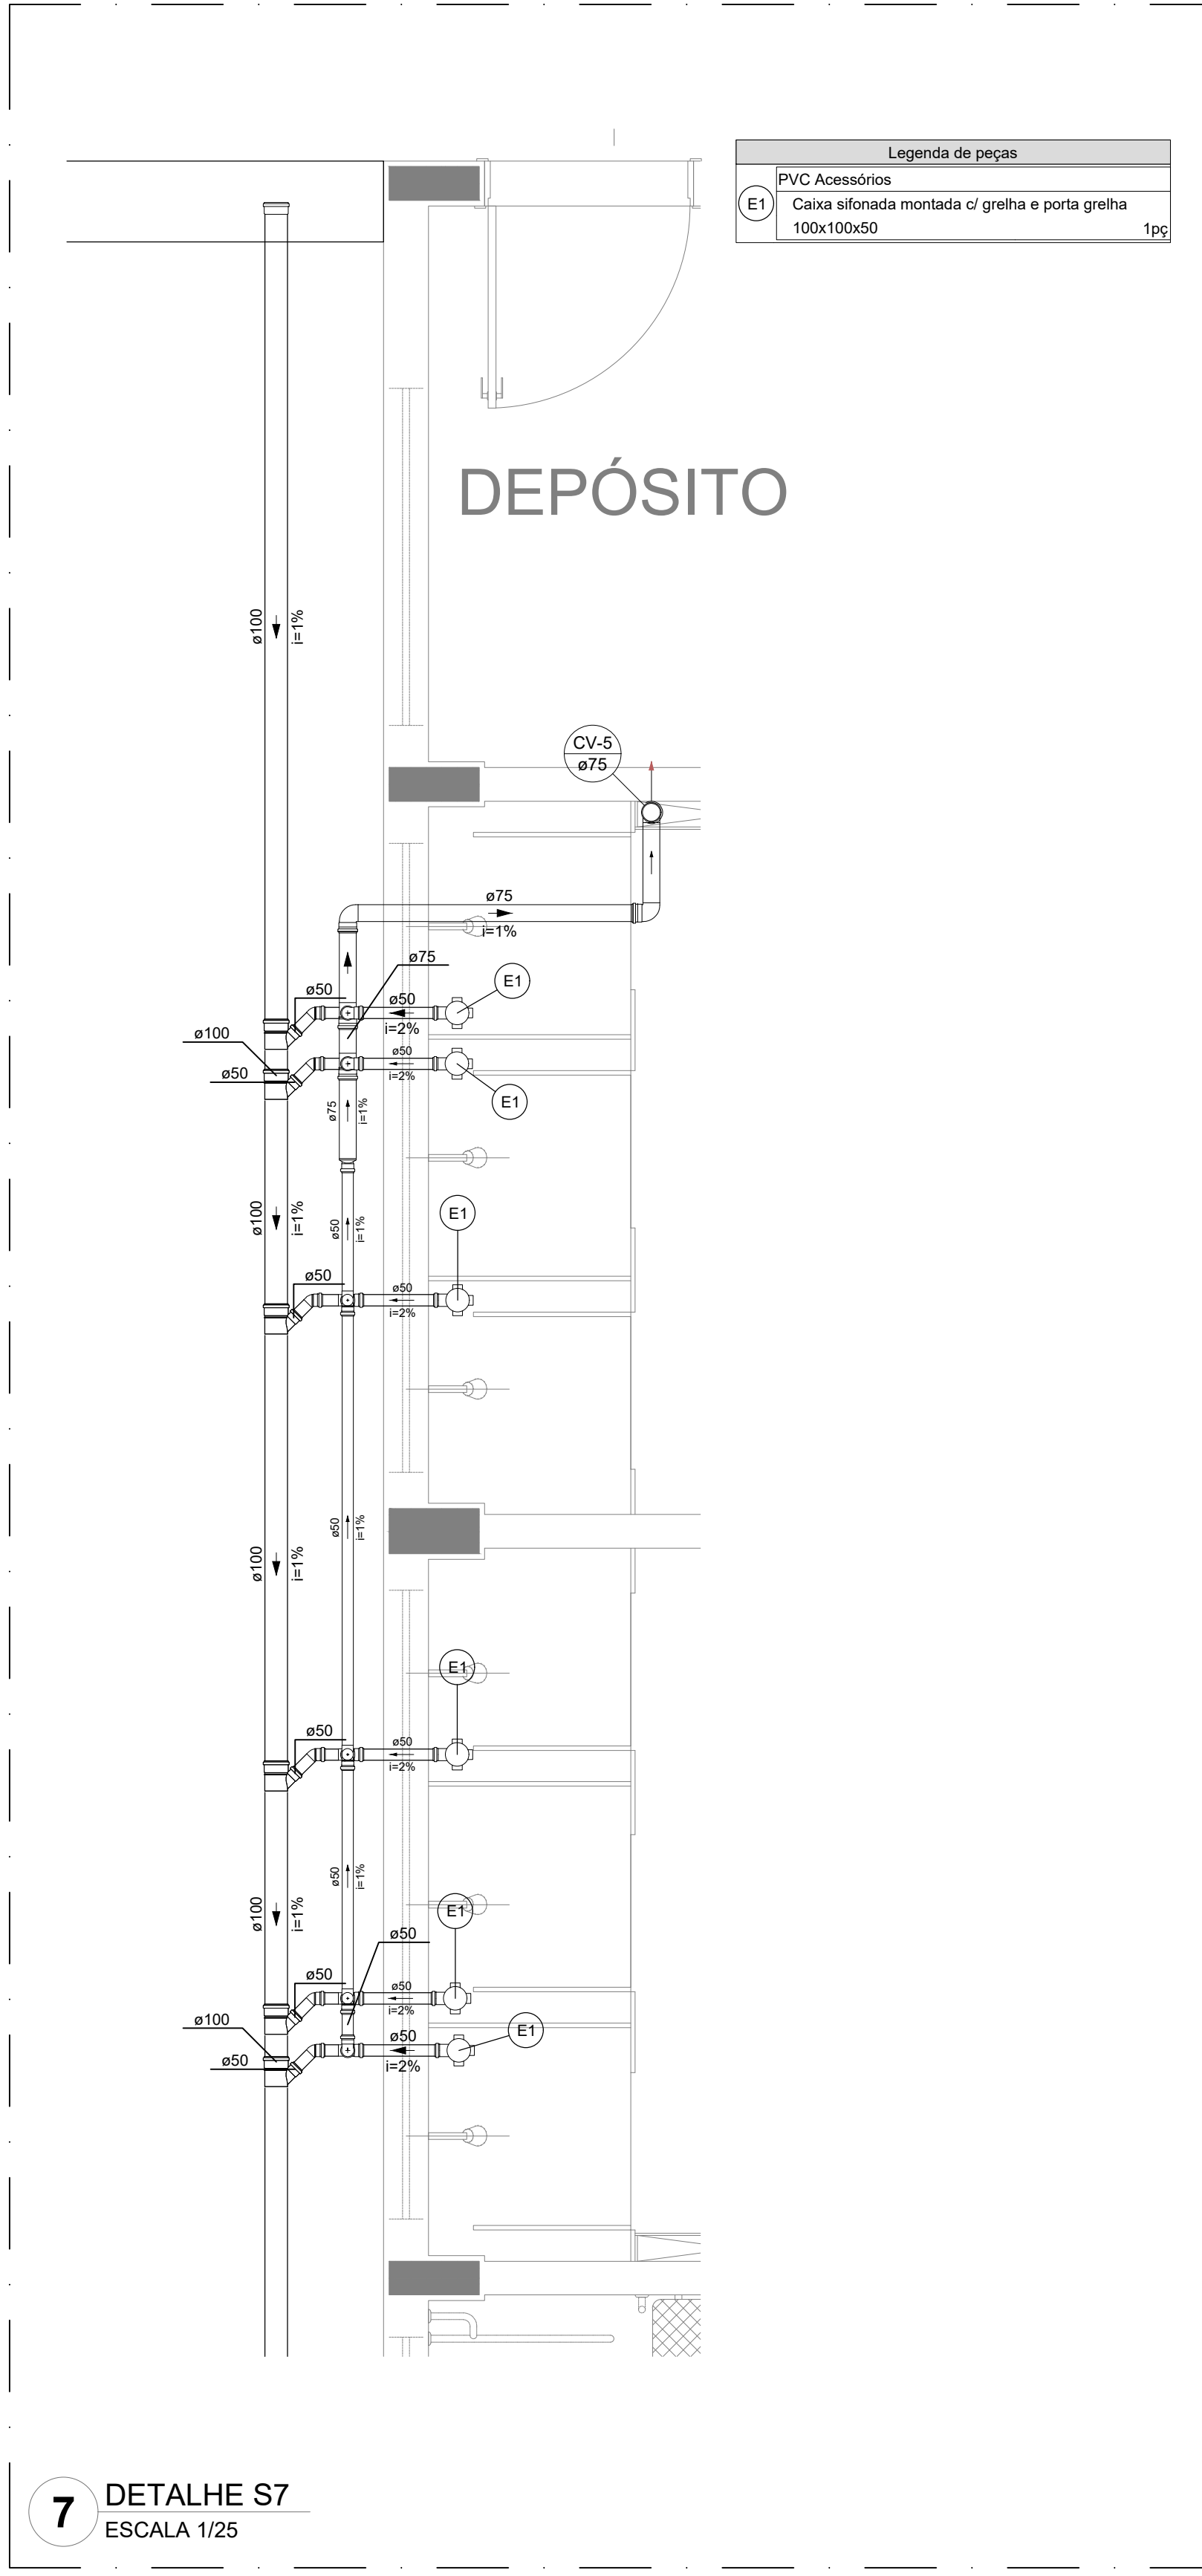 Legenda de peças
PVC Acessórios
E1
Caixa sifonada montada c/ grelha e porta grelha
100x100x50
1pç
DEPÓSITO
ø100
i=1%
CV-5
ø75
ø75
i=1%
ø75
E1
ø50
ø50
i=2%
ø100
ø50
i=2%
ø50
E1
ø75
i=1%
ø100
i=1%
ø50
i=1%
E1
ø50
ø50
i=2%
ø50
i=1%
ø100
i=1%
E1
ø50
ø50
i=2%
ø50
i=1%
ø100
i=1%
E1
ø50
ø50
ø50
i=2%
ø100
E1
ø50
i=2%
ø50
7
DETALHE S7
ESCALA 1/25